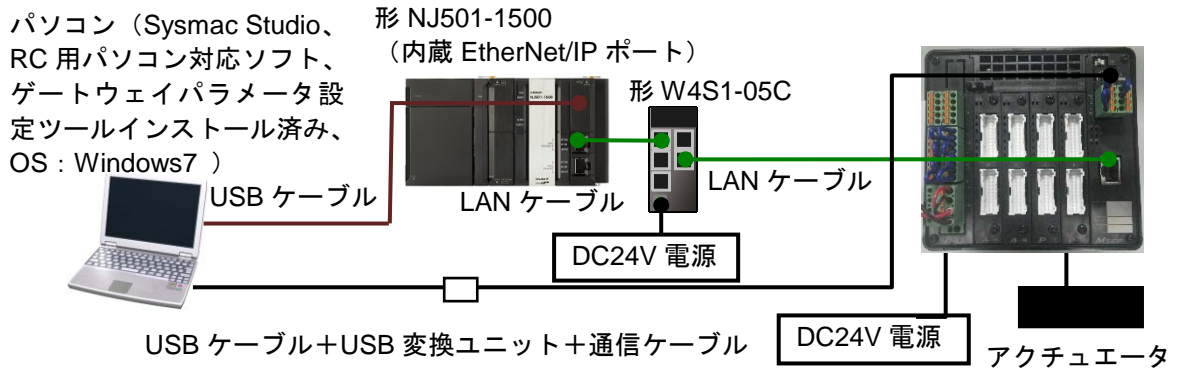 パソコン（Sysmac Studio、
RC 用パソコン対応ソフト、
ゲートウェイパラメータ設
定ツールインストール済み、
OS：Windows7 ）
形 NJ501-1500
（内蔵 EtherNet/IP ポート）
形 W4S1-05C
USB ケーブル
LAN ケーブル
LAN ケーブル
DC24V 電源
USB ケーブル＋USB 変換ユニット＋通信ケーブル
DC24V 電源
アクチュエータ